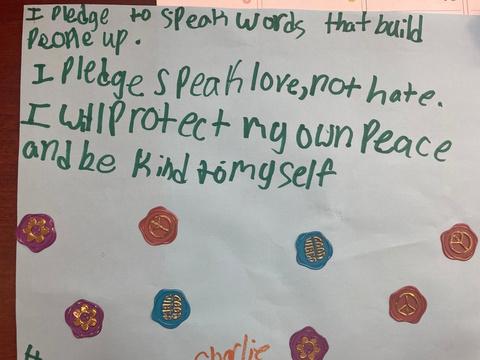 I Pledge to speak words that build
People up.
I Pledge speak love, not hate.
I will Protect my own Peace
and be kind to myself
Charlie